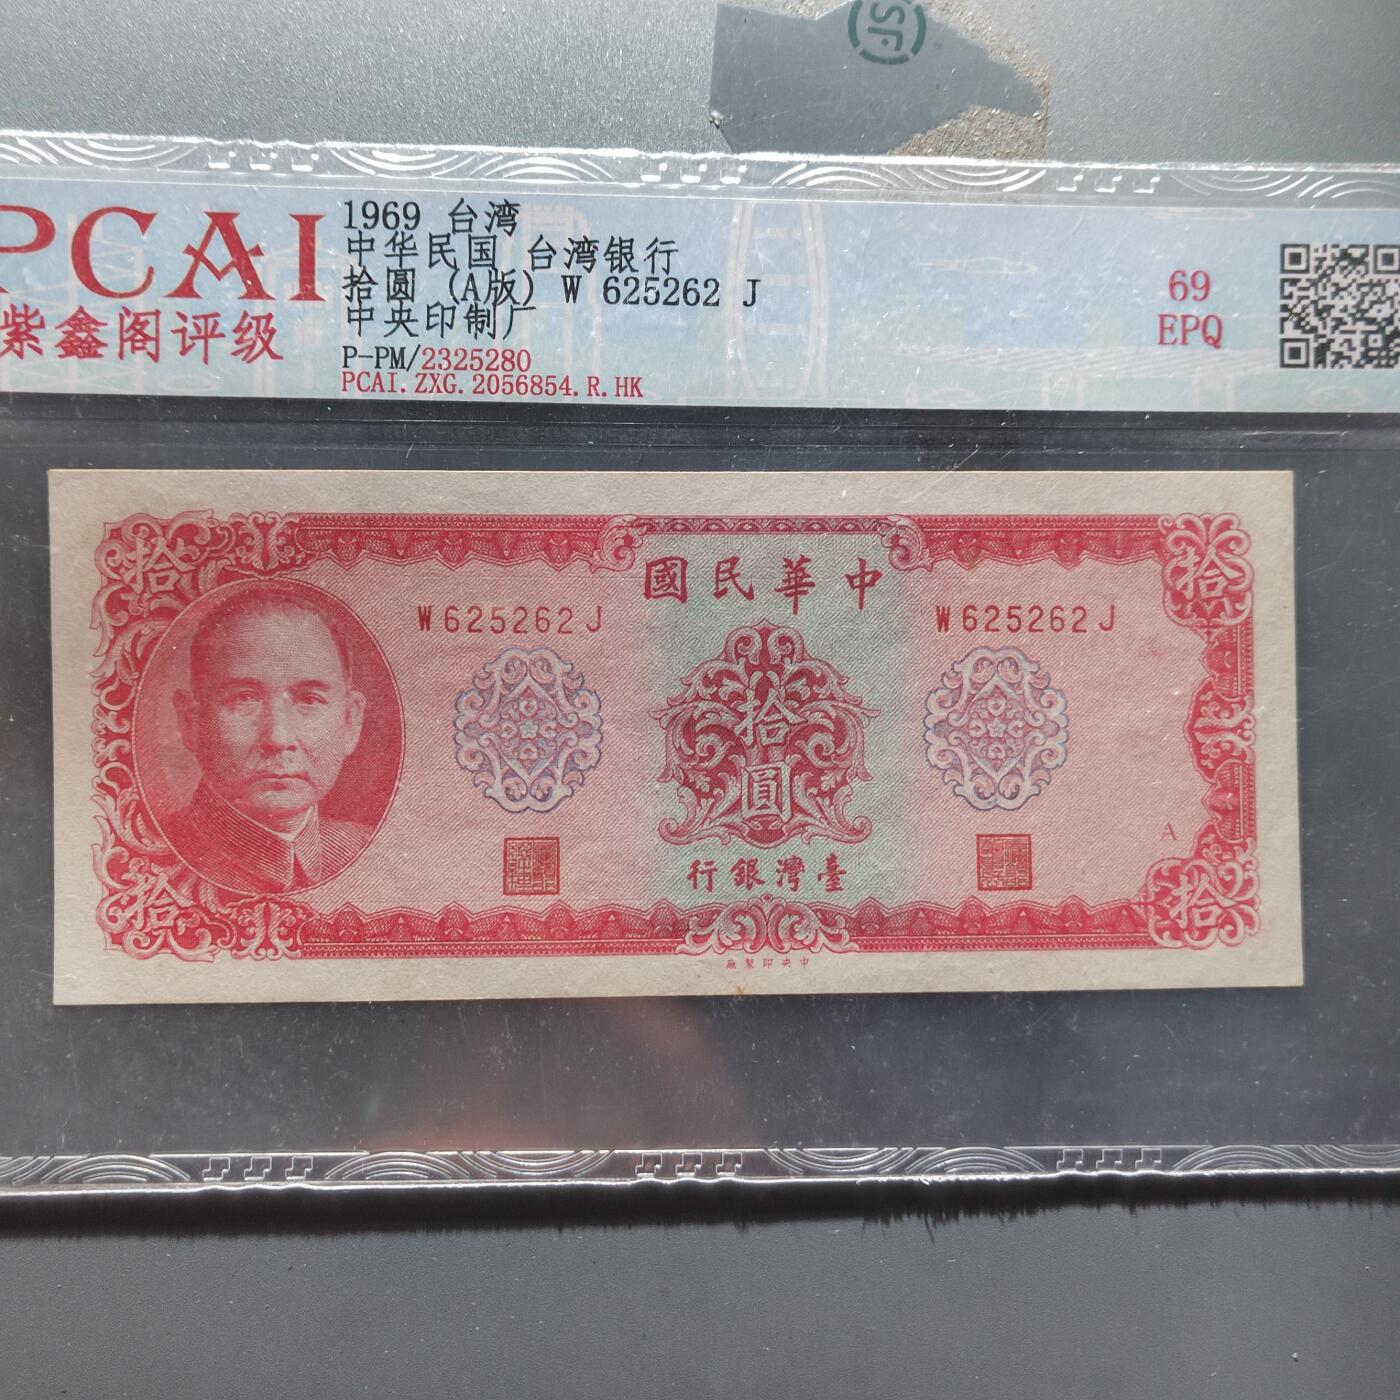 SF
PCAI
紫鑫阁评级
1969 台湾
中华民国 台湾银行
拾圆 (A版) W 625262 J
中央印制厂
P-PM/2325280
PCAI.ZXG.2056854.R.HK
69
EPQ
拾
拾
國民華中
W625262J
W625262J
拾
圓
A
行銀灣臺
拾
拾
廠製印央中